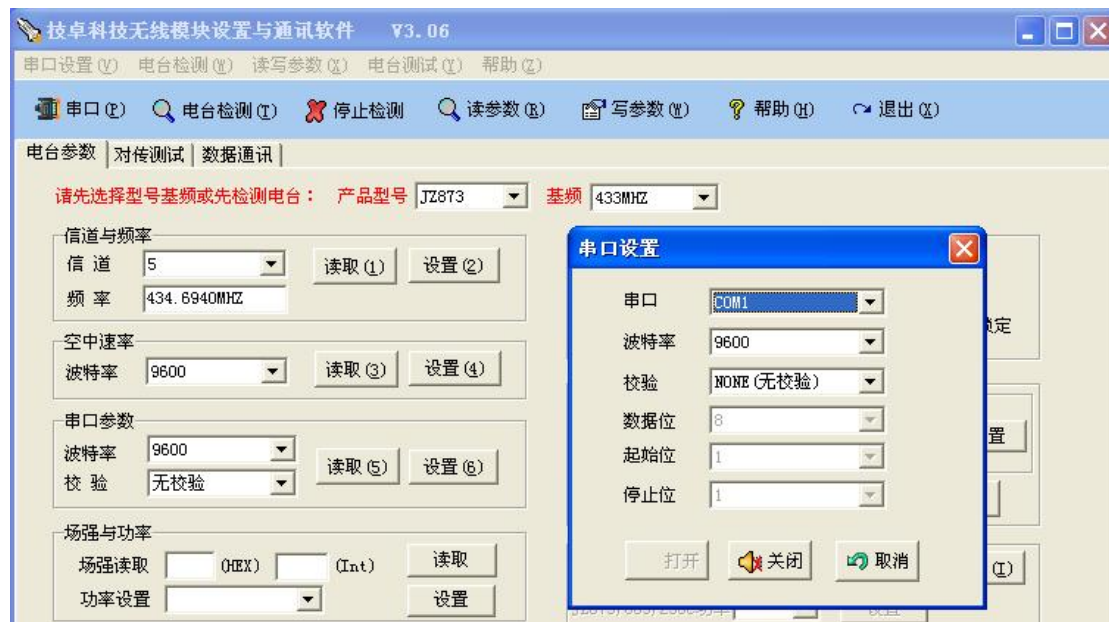 技卓科技无线模块设置与通讯软件 V3.06
串口设置(V) 电台检测(W) 读写参数(X) 电台测试(Y) 帮助(Z)
串口(P) 电台检测(T) 停止检测 读参数(R) 写参数(W) 帮助(H) 退出(X)
电台参数 对传测试 数据通讯
请先选择型号基频或先检测电台： 产品型号 JZ873 基频 433MHZ
信道与频率
信 道 5 读取(1) 设置(2)
频 率 434.6940MHZ
空中速率
波特率 9600 读取(3) 设置(4)
串口参数
波特率 9600
校 验 无校验
读取(5) 设置(6)
场强与功率
场强读取 (HEX) (Int) 读取
功率设置 设置
串口设置
串口 COM1
波特率 9600
校验 NONE(无校验)
数据位 8
起始位 1
停止位 1
打开 关闭 取消
锁定
置
(I)